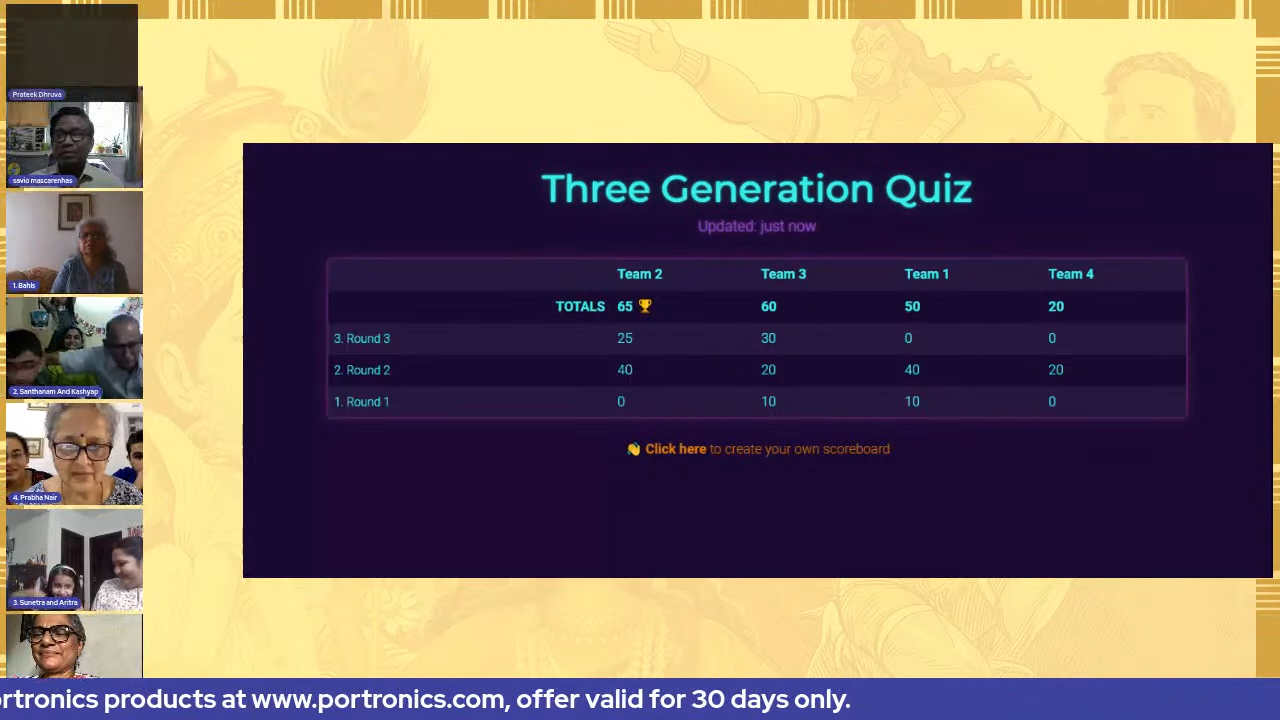 Prateek Dhruva
savio mascarenhas
1. Bahls
2. Santhanam And Kashyap
4. Prabha Nair
3. Sunetra and Aritra
Three Generation Quiz
Updated: just now
Team 2 Team 3 Team 1 Team 4
TOTALS 65 🏆 60 50 20
3. Round 3 25 30 0 0
2. Round 2 40 20 40 20
1. Round 1 0 10 10 0
👋 Click here to create your own scoreboard
ortronics products at www.portronics.com, offer valid for 30 days only.